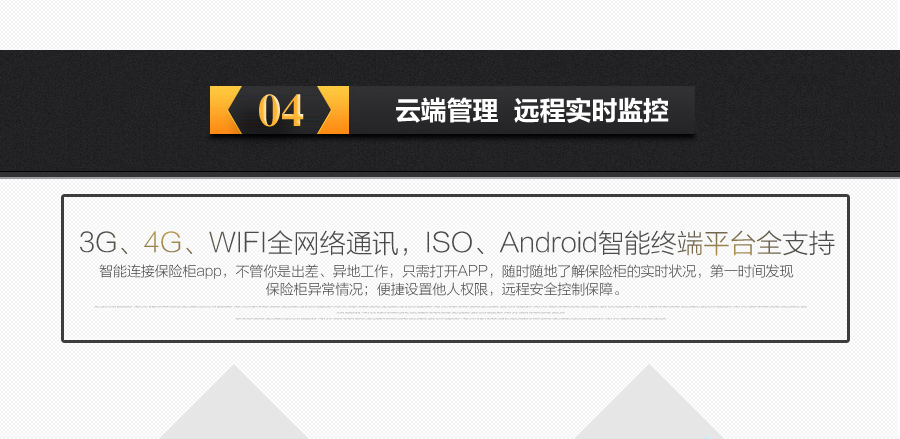 04
云端管理 远程实时监控
3G、4G、WIFI全网络通讯，ISO、Android智能终端平台全支持
智能连接保险柜app，不管你是出差、异地工作，只需打开APP，随时随地了解保险柜的实时状况，第一时间发现
保险柜异常情况；便捷设置他人权限，远程安全控制保障。